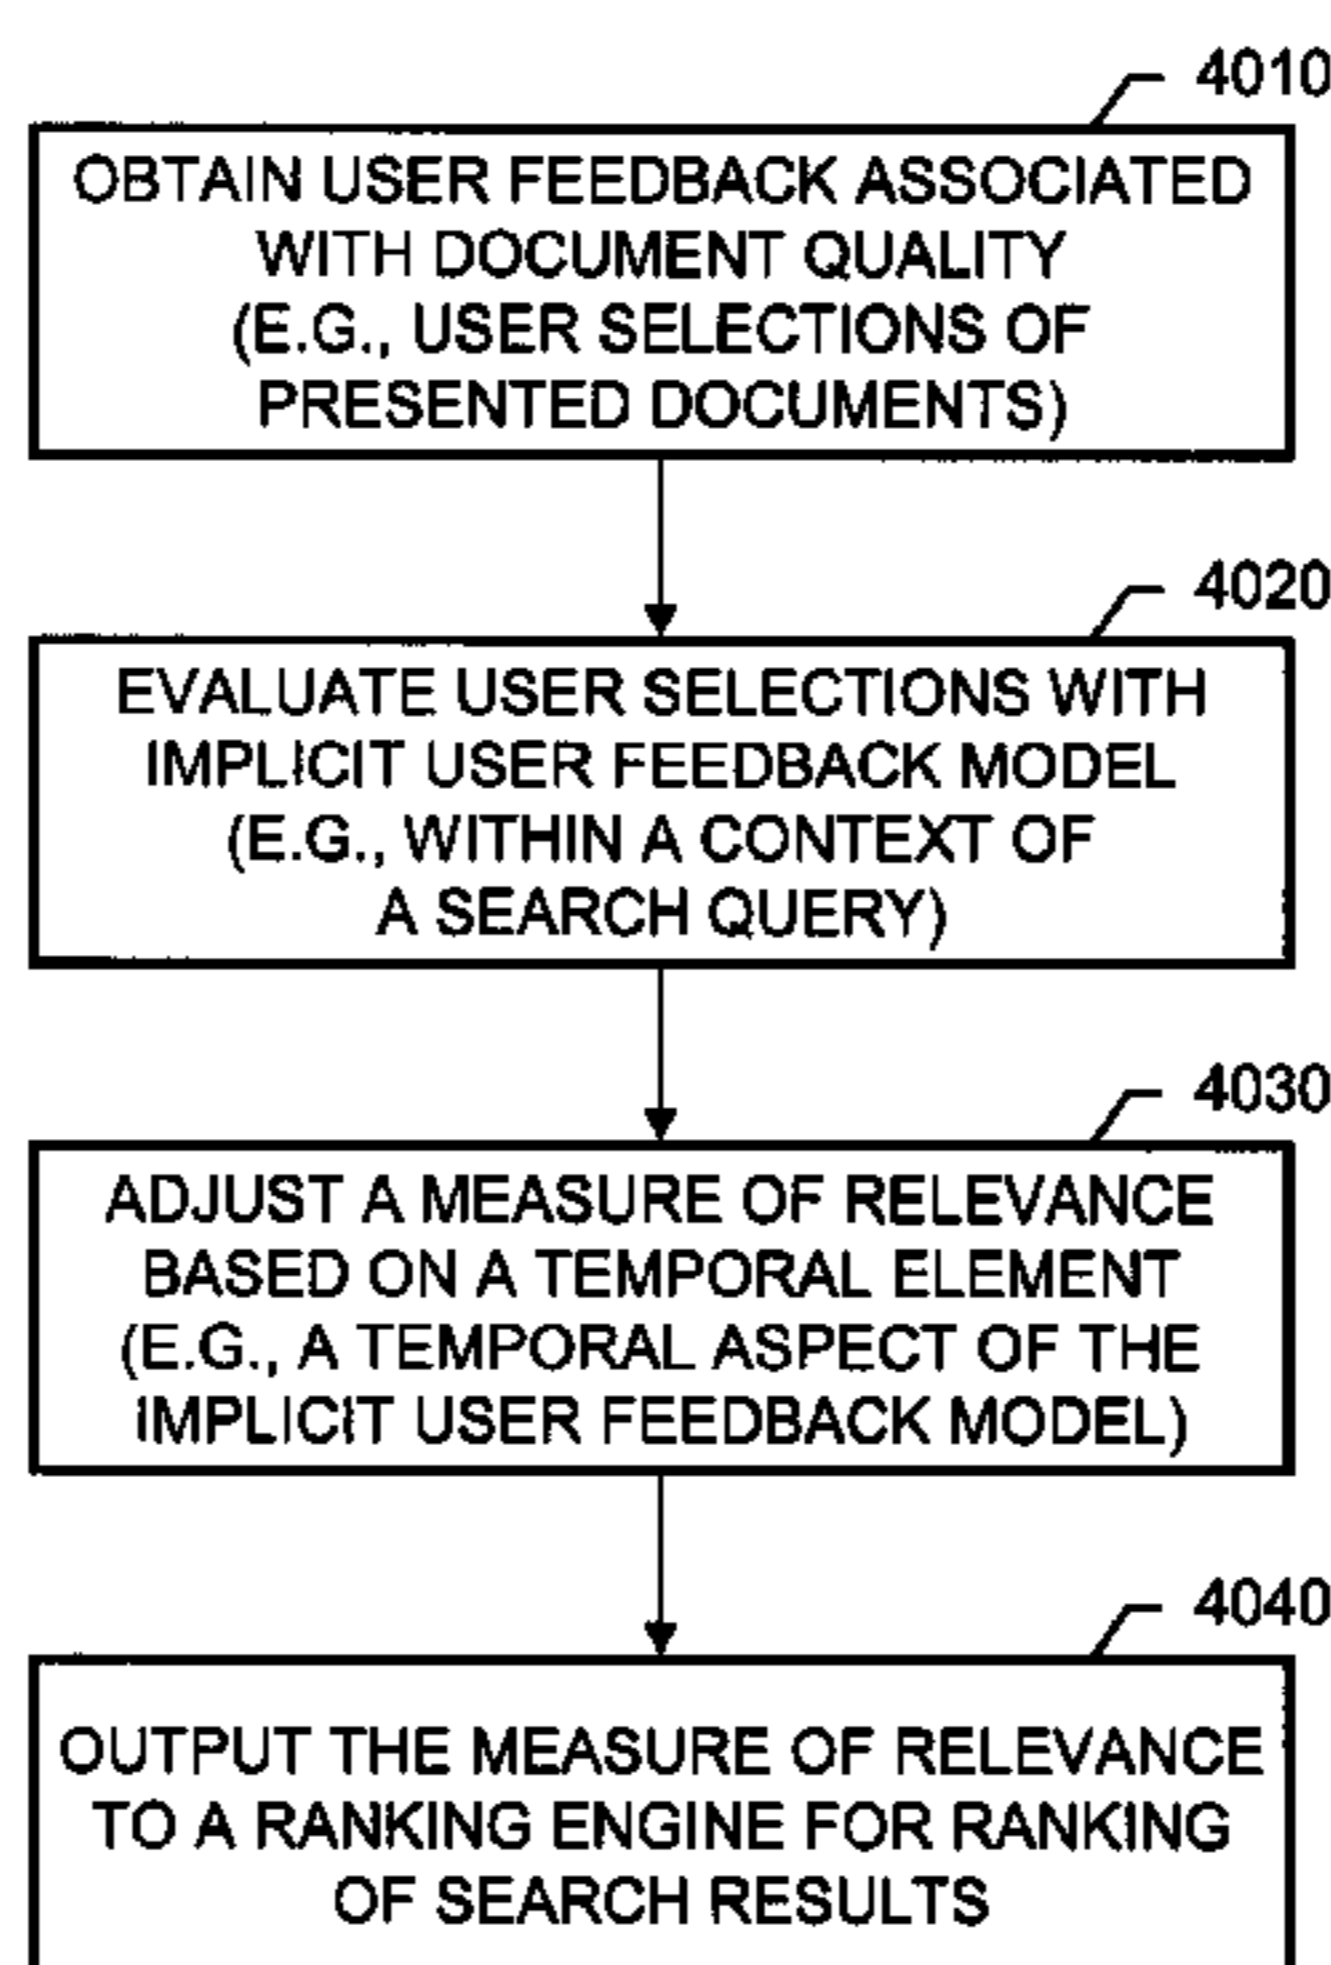 4010
OBTAIN USER FEEDBACK ASSOCIATED
WITH DOCUMENT QUALITY
(E.G., USER SELECTIONS OF
PRESENTED DOCUMENTS)
4020
EVALUATE USER SELECTIONS WITH
IMPLICIT USER FEEDBACK MODEL
(E.G., WITHIN A CONTEXT OF
A SEARCH QUERY)
4030
ADJUST A MEASURE OF RELEVANCE
BASED ON A TEMPORAL ELEMENT
(E.G., A TEMPORAL ASPECT OF THE
IMPLICIT USER FEEDBACK MODEL)
4040
OUTPUT THE MEASURE OF RELEVANCE
TO A RANKING ENGINE FOR RANKING
OF SEARCH RESULTS